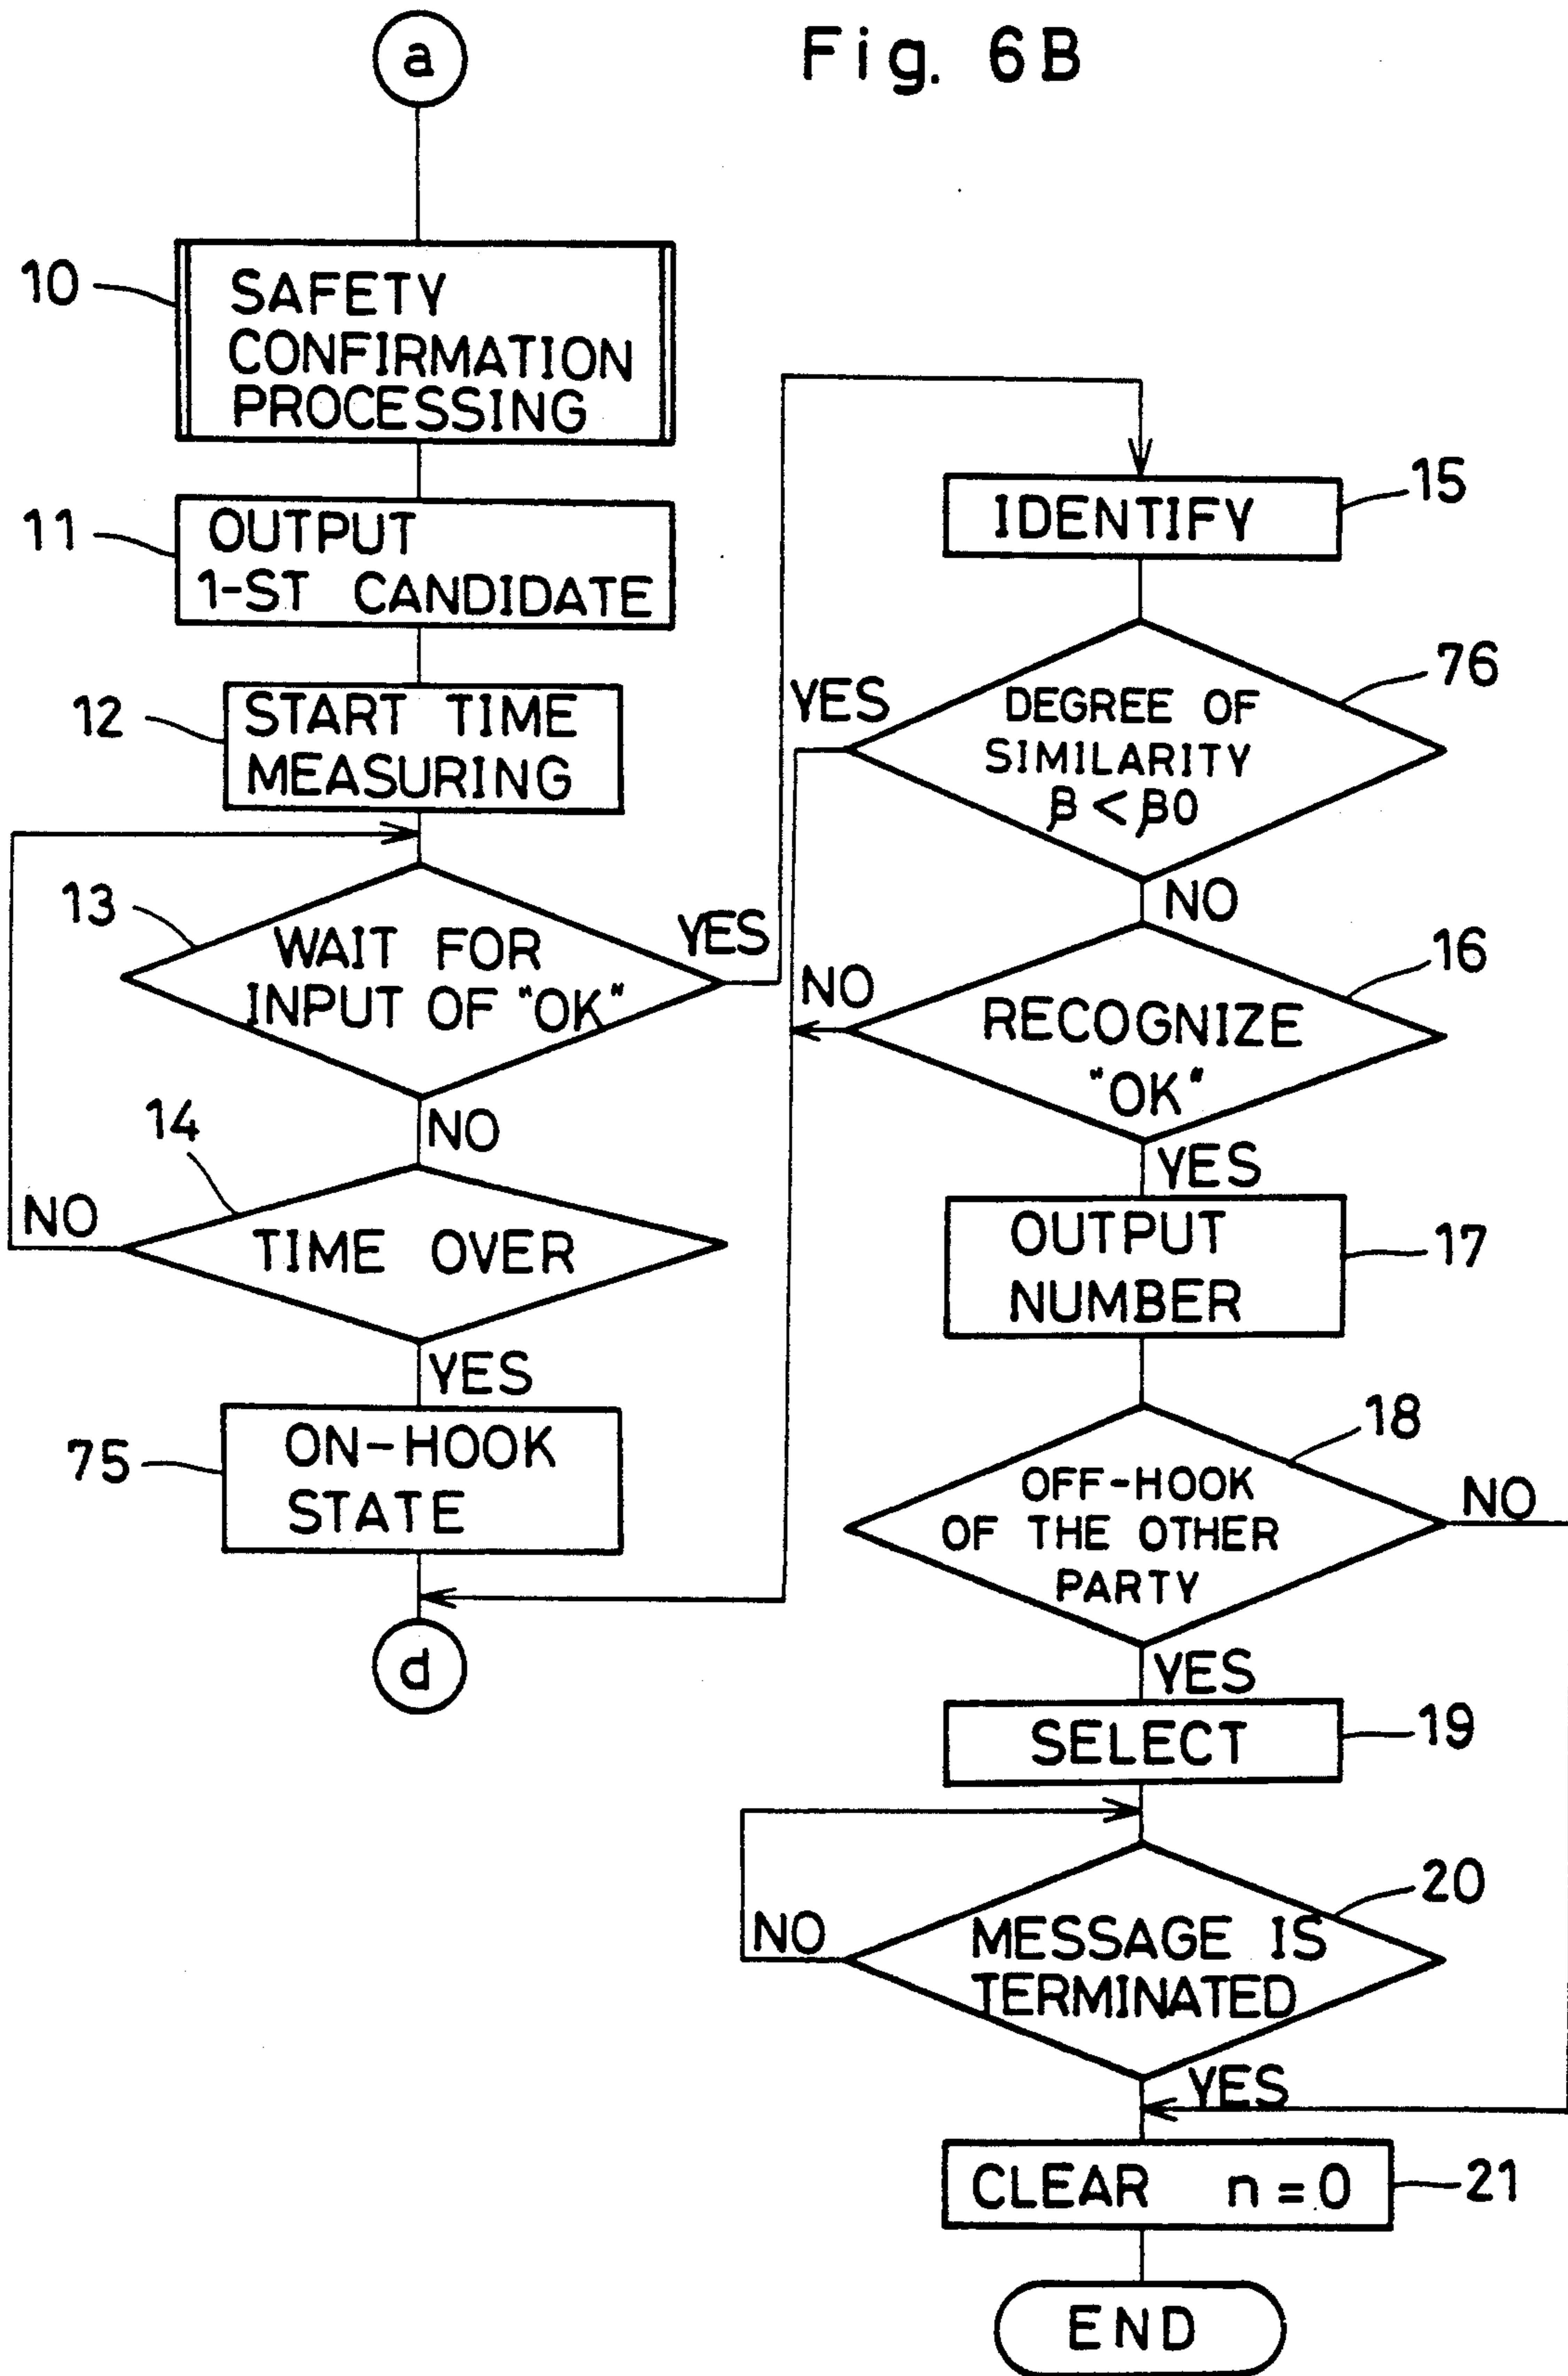 Fig. 6B
a
10
SAFETY
CONFIRMATION
PROCESSING
11
OUTPUT
1-ST CANDIDATE
12
START TIME
MEASURING
13
WAIT FOR
INPUT OF "OK"
YES
NO
14
TIME OVER
NO
YES
75
ON-HOOK
STATE
d
IDENTIFY
15
76
YES
DEGREE OF
SIMILARITY
β < β0
NO
16
NO
RECOGNIZE
"OK"
YES
OUTPUT
NUMBER
17
18
OFF-HOOK
OF THE OTHER
PARTY
NO
YES
SELECT
19
20
NO
MESSAGE IS
TERMINATED
YES
CLEAR n = 0
21
END